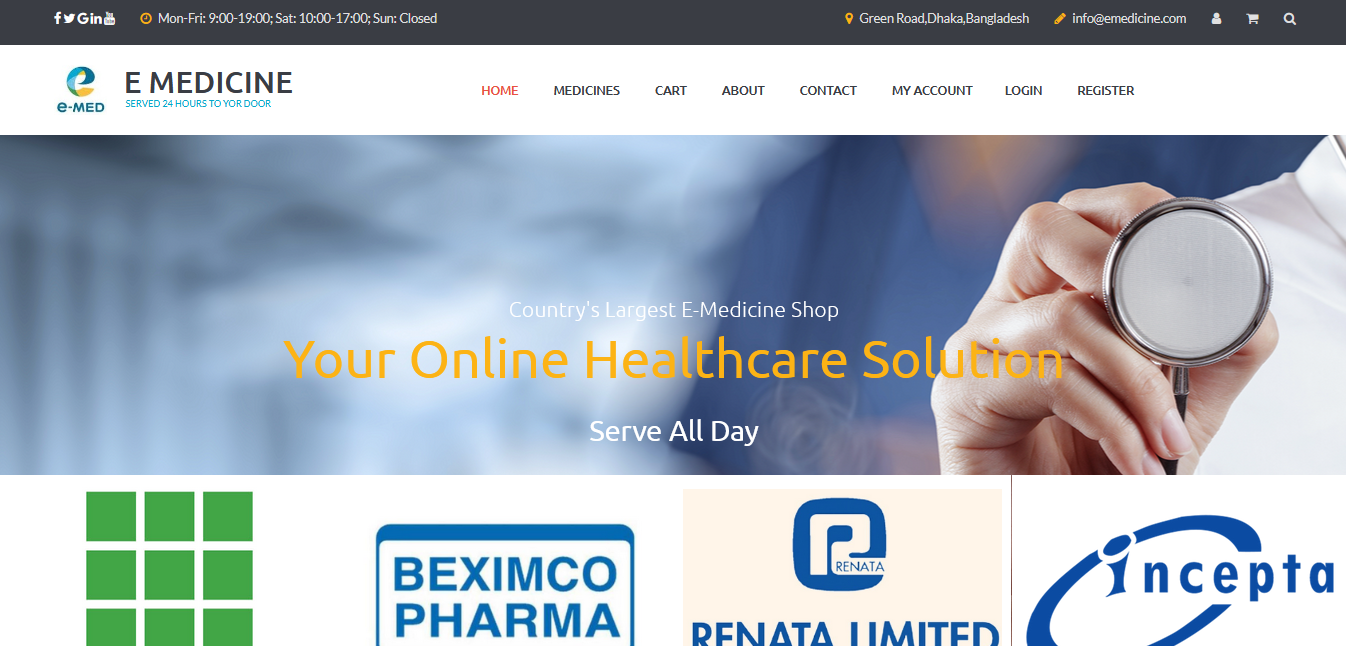 Mon-Fri: 9:00-19:00; Sat: 10:00-17:00; Sun: Closed
Green Road,Dhaka,Bangladesh
info@emedicine.com
e-MED
E MEDICINE
SERVED 24 HOURS TO YOR DOOR
HOME MEDICINES CART ABOUT CONTACT MY ACCOUNT LOGIN REGISTER
Country's Largest E-Medicine Shop
Your Online Healthcare Solution
Serve All Day
BEXIMCO
PHARMA
RENATA
RENATA LIMITED
incepta